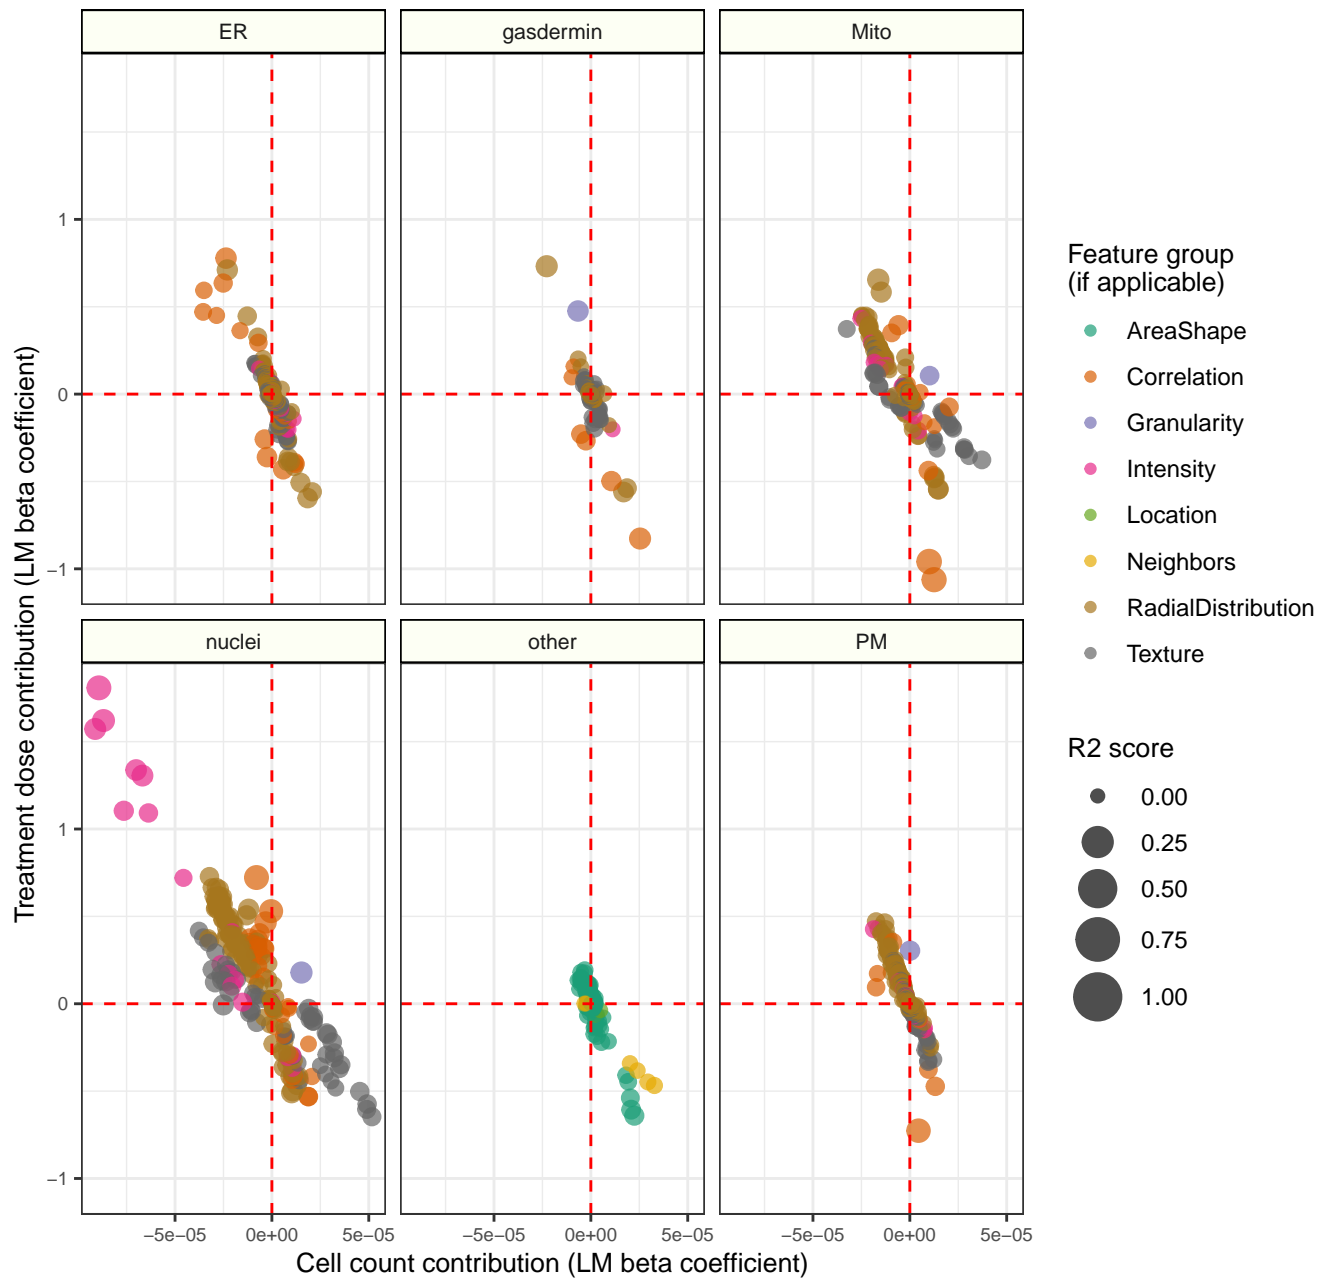 ER
gasdermin
Mito
1
0
−1
nuclei
other
PM
1
0
−1
−5e−05
0e+00
5e−05
−5e−05
0e+00
5e−05
−5e−05
0e+00
5e−05
Cell count contribution (LM beta coefficient)
Treatment dose contribution (LM beta coefficient)
Feature group
(if applicable)
AreaShape
Correlation
Granularity
Intensity
Location
Neighbors
RadialDistribution
Texture
R2 score
0.00
0.25
0.50
0.75
1.00